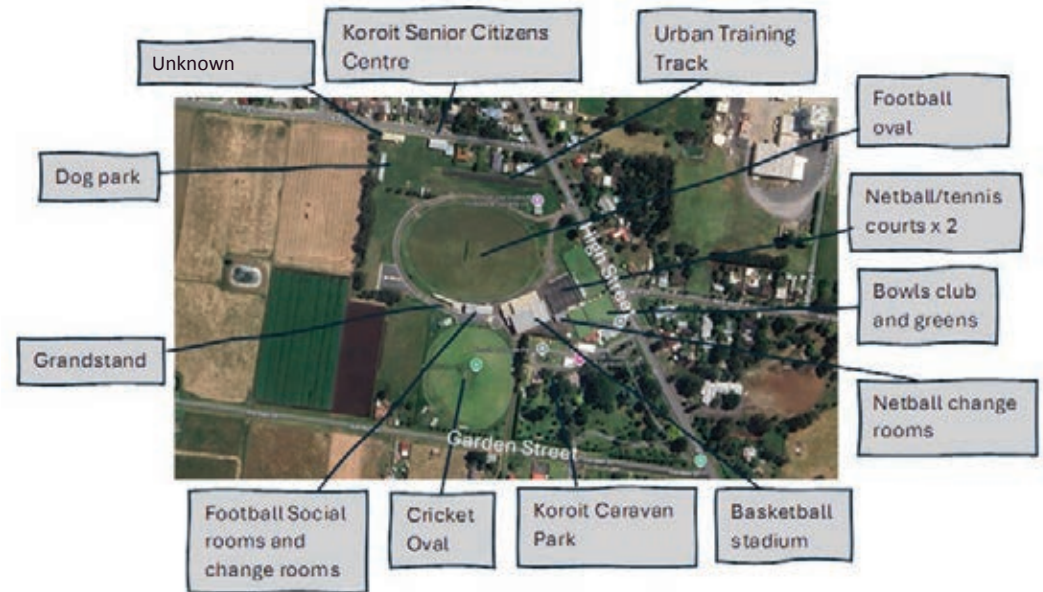 Koroit Senior Citizens
Centre
Urban Training
Track
Unknown
Football
oval
Dog park
Netball/tennis
courts x 2
High Street
Bowls club
and greens
Grandstand
Netball change
rooms
Garden Street
Football Social
rooms and
change rooms
Cricket
Oval
Koroit Caravan
Park
Basketball
stadium